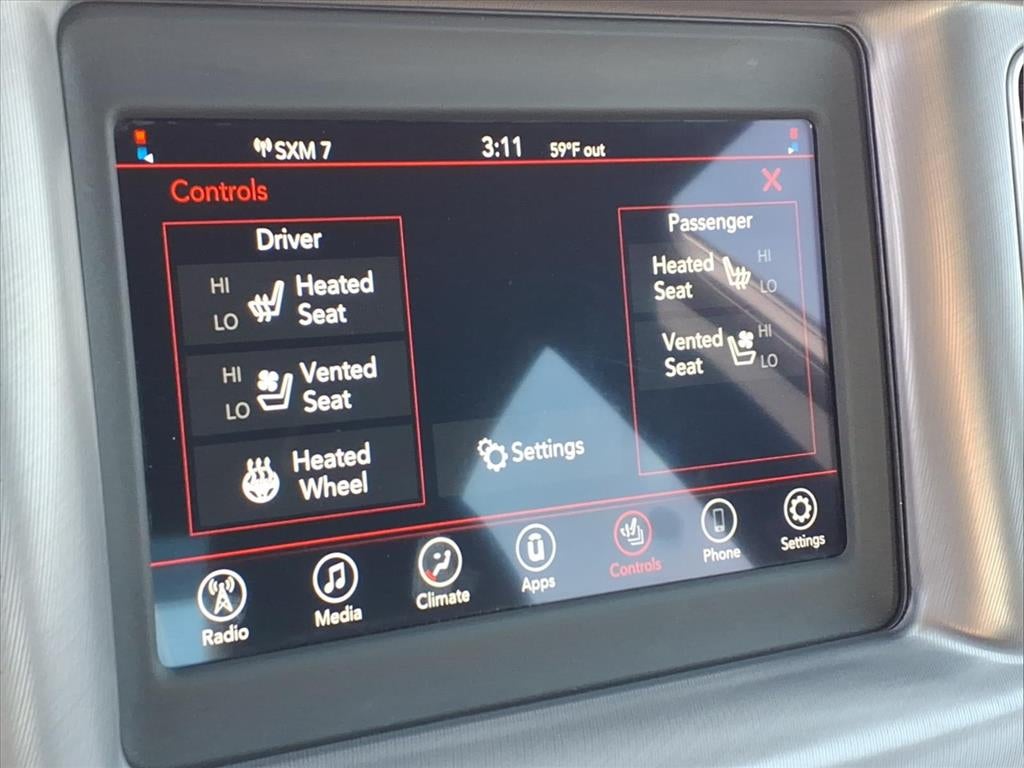 SXM 7
3:11
59°F out
Controls
X
Driver
HI
LO
Heated
Seat
HI
LO
Vented
Seat
Heated
Wheel
Passenger
Heated
Seat
HI
LO
Vented
Seat
HI
LO
Settings
Radio
Media
Climate
Apps
Controls
Phone
Settings